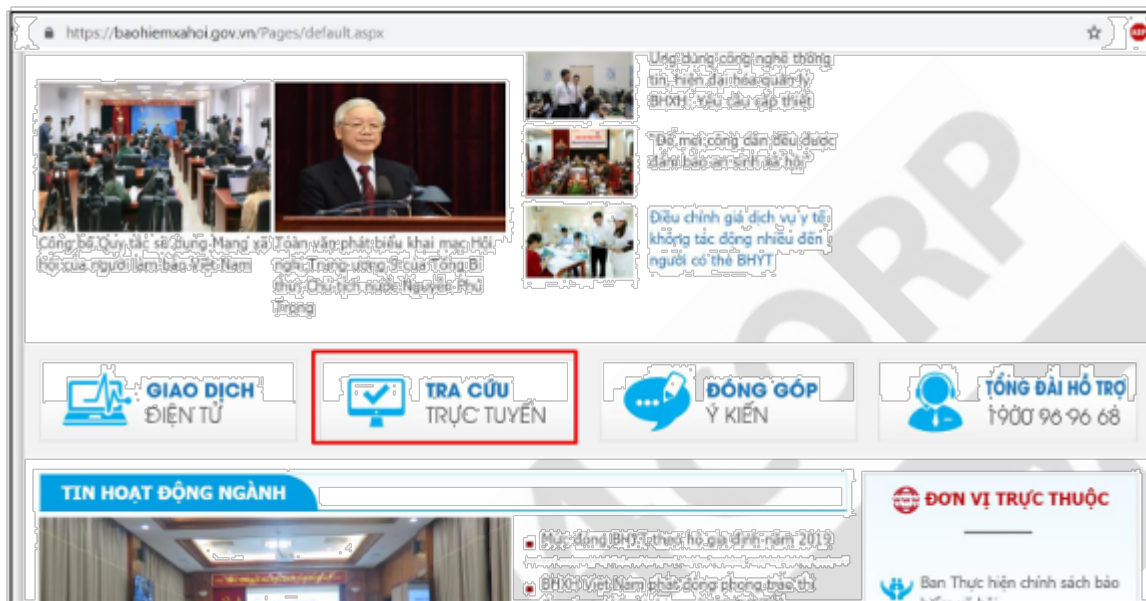 https://baohiemxahoi.gov.vn/Pages/default.aspx
ABP
Ứng dụng công nghệ thông
tin, hiện đại hóa quản lý
BHXH: Yêu cầu cấp thiết
"Để mọi công dân đều được
đảm bảo an sinh xã hội"
Điều chỉnh giá dịch vụ y tế
không tác động nhiều đến
người có thẻ BHYT
Công bố Quy tắc sử dụng Mạng xã
hội của người làm báo Việt Nam
Toàn văn phát biểu khai mạc Hội
nghị Trung ương 9 của Tổng Bí
thư, Chủ tịch nước Nguyễn Phú
Trọng
GIAO DỊCH
ĐIỆN TỬ
TRA CỨU
TRỰC TUYẾN
ĐÓNG GÓP
Ý KIẾN
TỔNG ĐÀI HỖ TRỢ
1900 96 96 68
TIN HOẠT ĐỘNG NGÀNH
Mức đóng BHYT theo hộ gia đình năm 2019
BHXH Việt Nam phát động phong trào thi
ĐƠN VỊ TRỰC THUỘC
Ban Thực hiện chính sách bảo
CORP